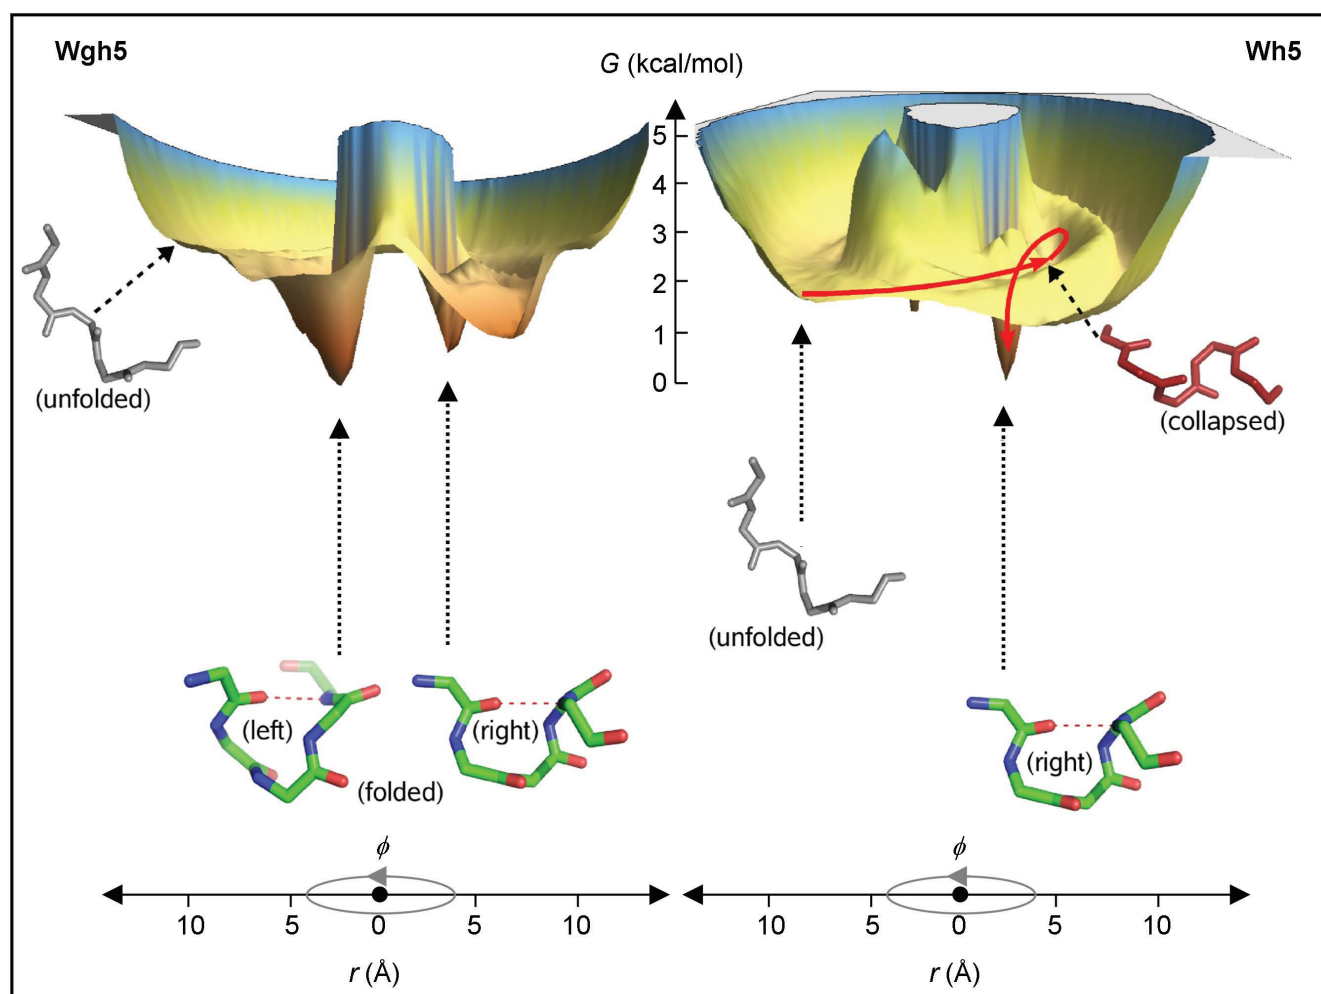 Wgh5
G (kcal/mol)
Wh5
5
4
3
2
1
0
(unfolded)
(collapsed)
(unfolded)
(left)
(right)
(folded)
(right)
ϕ
ϕ
10 5 0 5 10
10 5 0 5 10
r (Å)
r (Å)